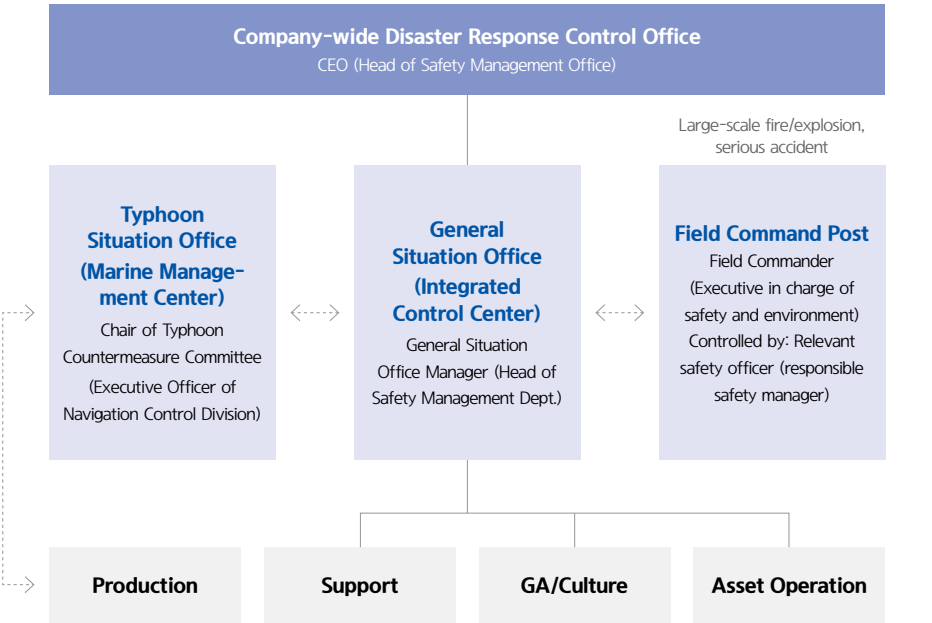 Company-wide Disaster Response Control Office
CEO (Head of Safety Management Office)
Large-scale fire/explosion,
serious accident
Typhoon
Situation Office
(Marine Manage-
ment Center)
Chair of Typhoon
Countermeasure Committee
(Executive Officer of
Navigation Control Division)
General
Situation Office
(Integrated
Control Center)
General Situation
Office Manager (Head of
Safety Management Dept.)
Field Command Post
Field Commander
(Executive in charge of
safety and environment)
Controlled by: Relevant
safety officer (responsible
safety manager)
Production
Support
GA/Culture
Asset Operation